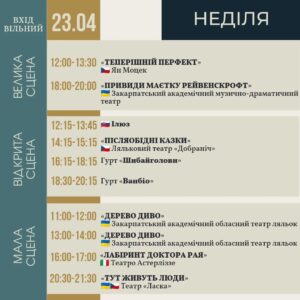 ВХІД
ВІЛЬНИЙ
23.04
НЕДІЛЯ
ВЕЛИКА
СЦЕНА
12:00-13:30
«ТЕПЕРІШНІЙ ПЕРФЕКТ»
Ян Моцек
18:00-20:00
«ПРИВИДИ МАЄТКУ РЕЙВЕНСКРОФТ»
Закарпатський академічний музично-драматичний
театр
ВІДКРИТА
СЦЕНА
12:15-13:45
Ілюз
14:15-15:15
«ПІСЛЯОБІДНІ КАЗКИ»
Ляльковий театр «Добраніч»
16:15-18:15
Гурт «Шибайголови»
18:30-20:15
Гурт «Ванбіо»
МАЛА
СЦЕНА
11:00-12:00
«ДЕРЕВО ДИВО»
Закарпатський академічний обласний театр ляльок
13:00-14:00
«ДЕРЕВО ДИВО»
Закарпатський академічний обласний театр ляльок
16:00-17:00
«ЛАБІРИНТ ДОКТОРА РАЯ»
Театро Астерліззе
20:30-21:30
«ТУТ ЖИВУТЬ ЛЮДИ»
Театр «Ласка»